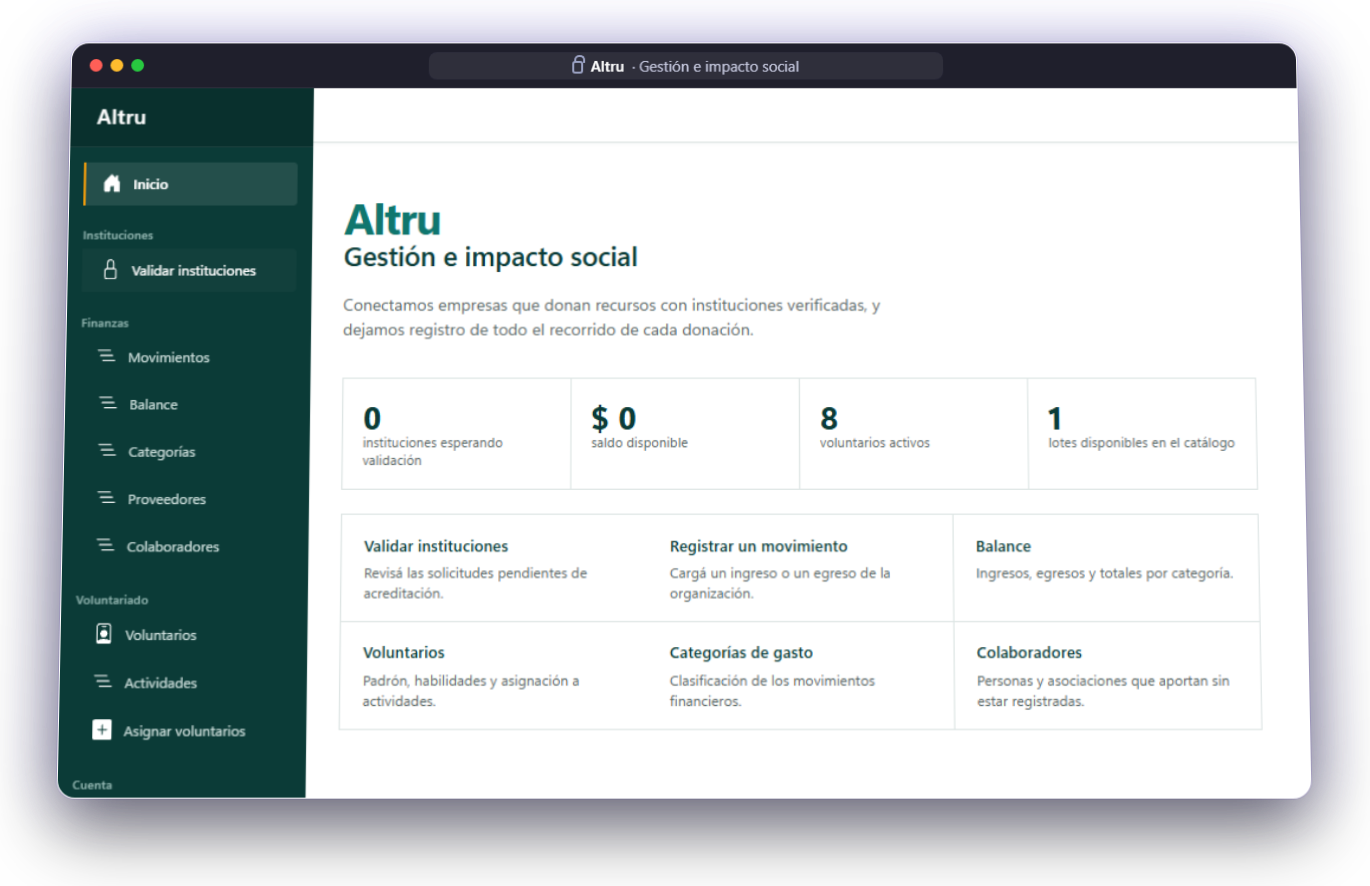 Altru · Gestión e impacto social
Altru
Inicio
Instituciones
Validar instituciones
Finanzas
Movimientos
Balance
Categorías
Proveedores
Colaboradores
Voluntariado
Voluntarios
Actividades
Asignar voluntarios
Cuenta
Altru
Gestión e impacto social
Conectamos empresas que donan recursos con instituciones verificadas, y
dejamos registro de todo el recorrido de cada donación.
0
instituciones esperando
validación
$ 0
saldo disponible
8
voluntarios activos
1
lotes disponibles en el catálogo
Validar instituciones
Revisá las solicitudes pendientes de
acreditación.
Registrar un movimiento
Cargá un ingreso o un egreso de la
organización.
Balance
Ingresos, egresos y totales por categoría.
Voluntarios
Padrón, habilidades y asignación a
actividades.
Categorías de gasto
Clasificación de los movimientos
financieros.
Colaboradores
Personas y asociaciones que aportan sin
estar registradas.